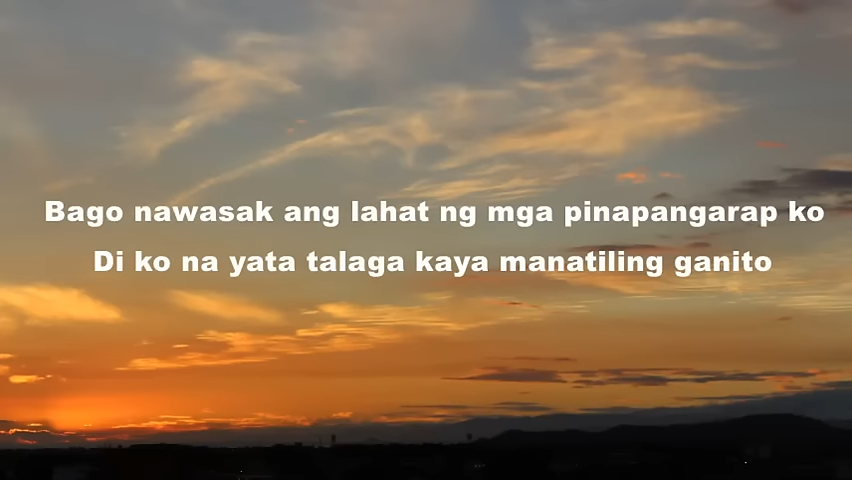 Bago nawasak ang lahat ng mga pinapangarap ko
Di ko na yata talaga kaya manatiling ganito